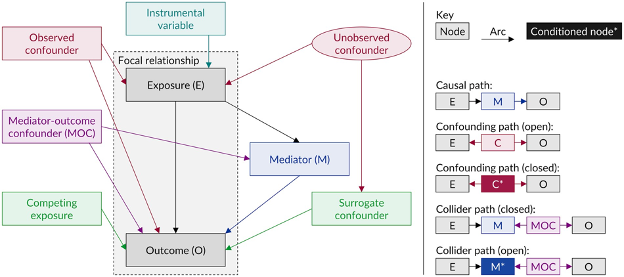 Instrumental
variable
Observed
confounder
Unobserved
confounder
Focal relationship
Exposure (E)
Mediator-outcome
confounder (MOC)
Mediator (M)
Competing
exposure
Surrogate
confounder
Outcome (O)
Key
Node
Arc
Conditioned node*
Causal path:
E M O
Confounding path (open):
E C O
Confounding path (closed):
E C* O
Collider path (closed):
E M MOC O
Collider path (open):
E M* MOC O